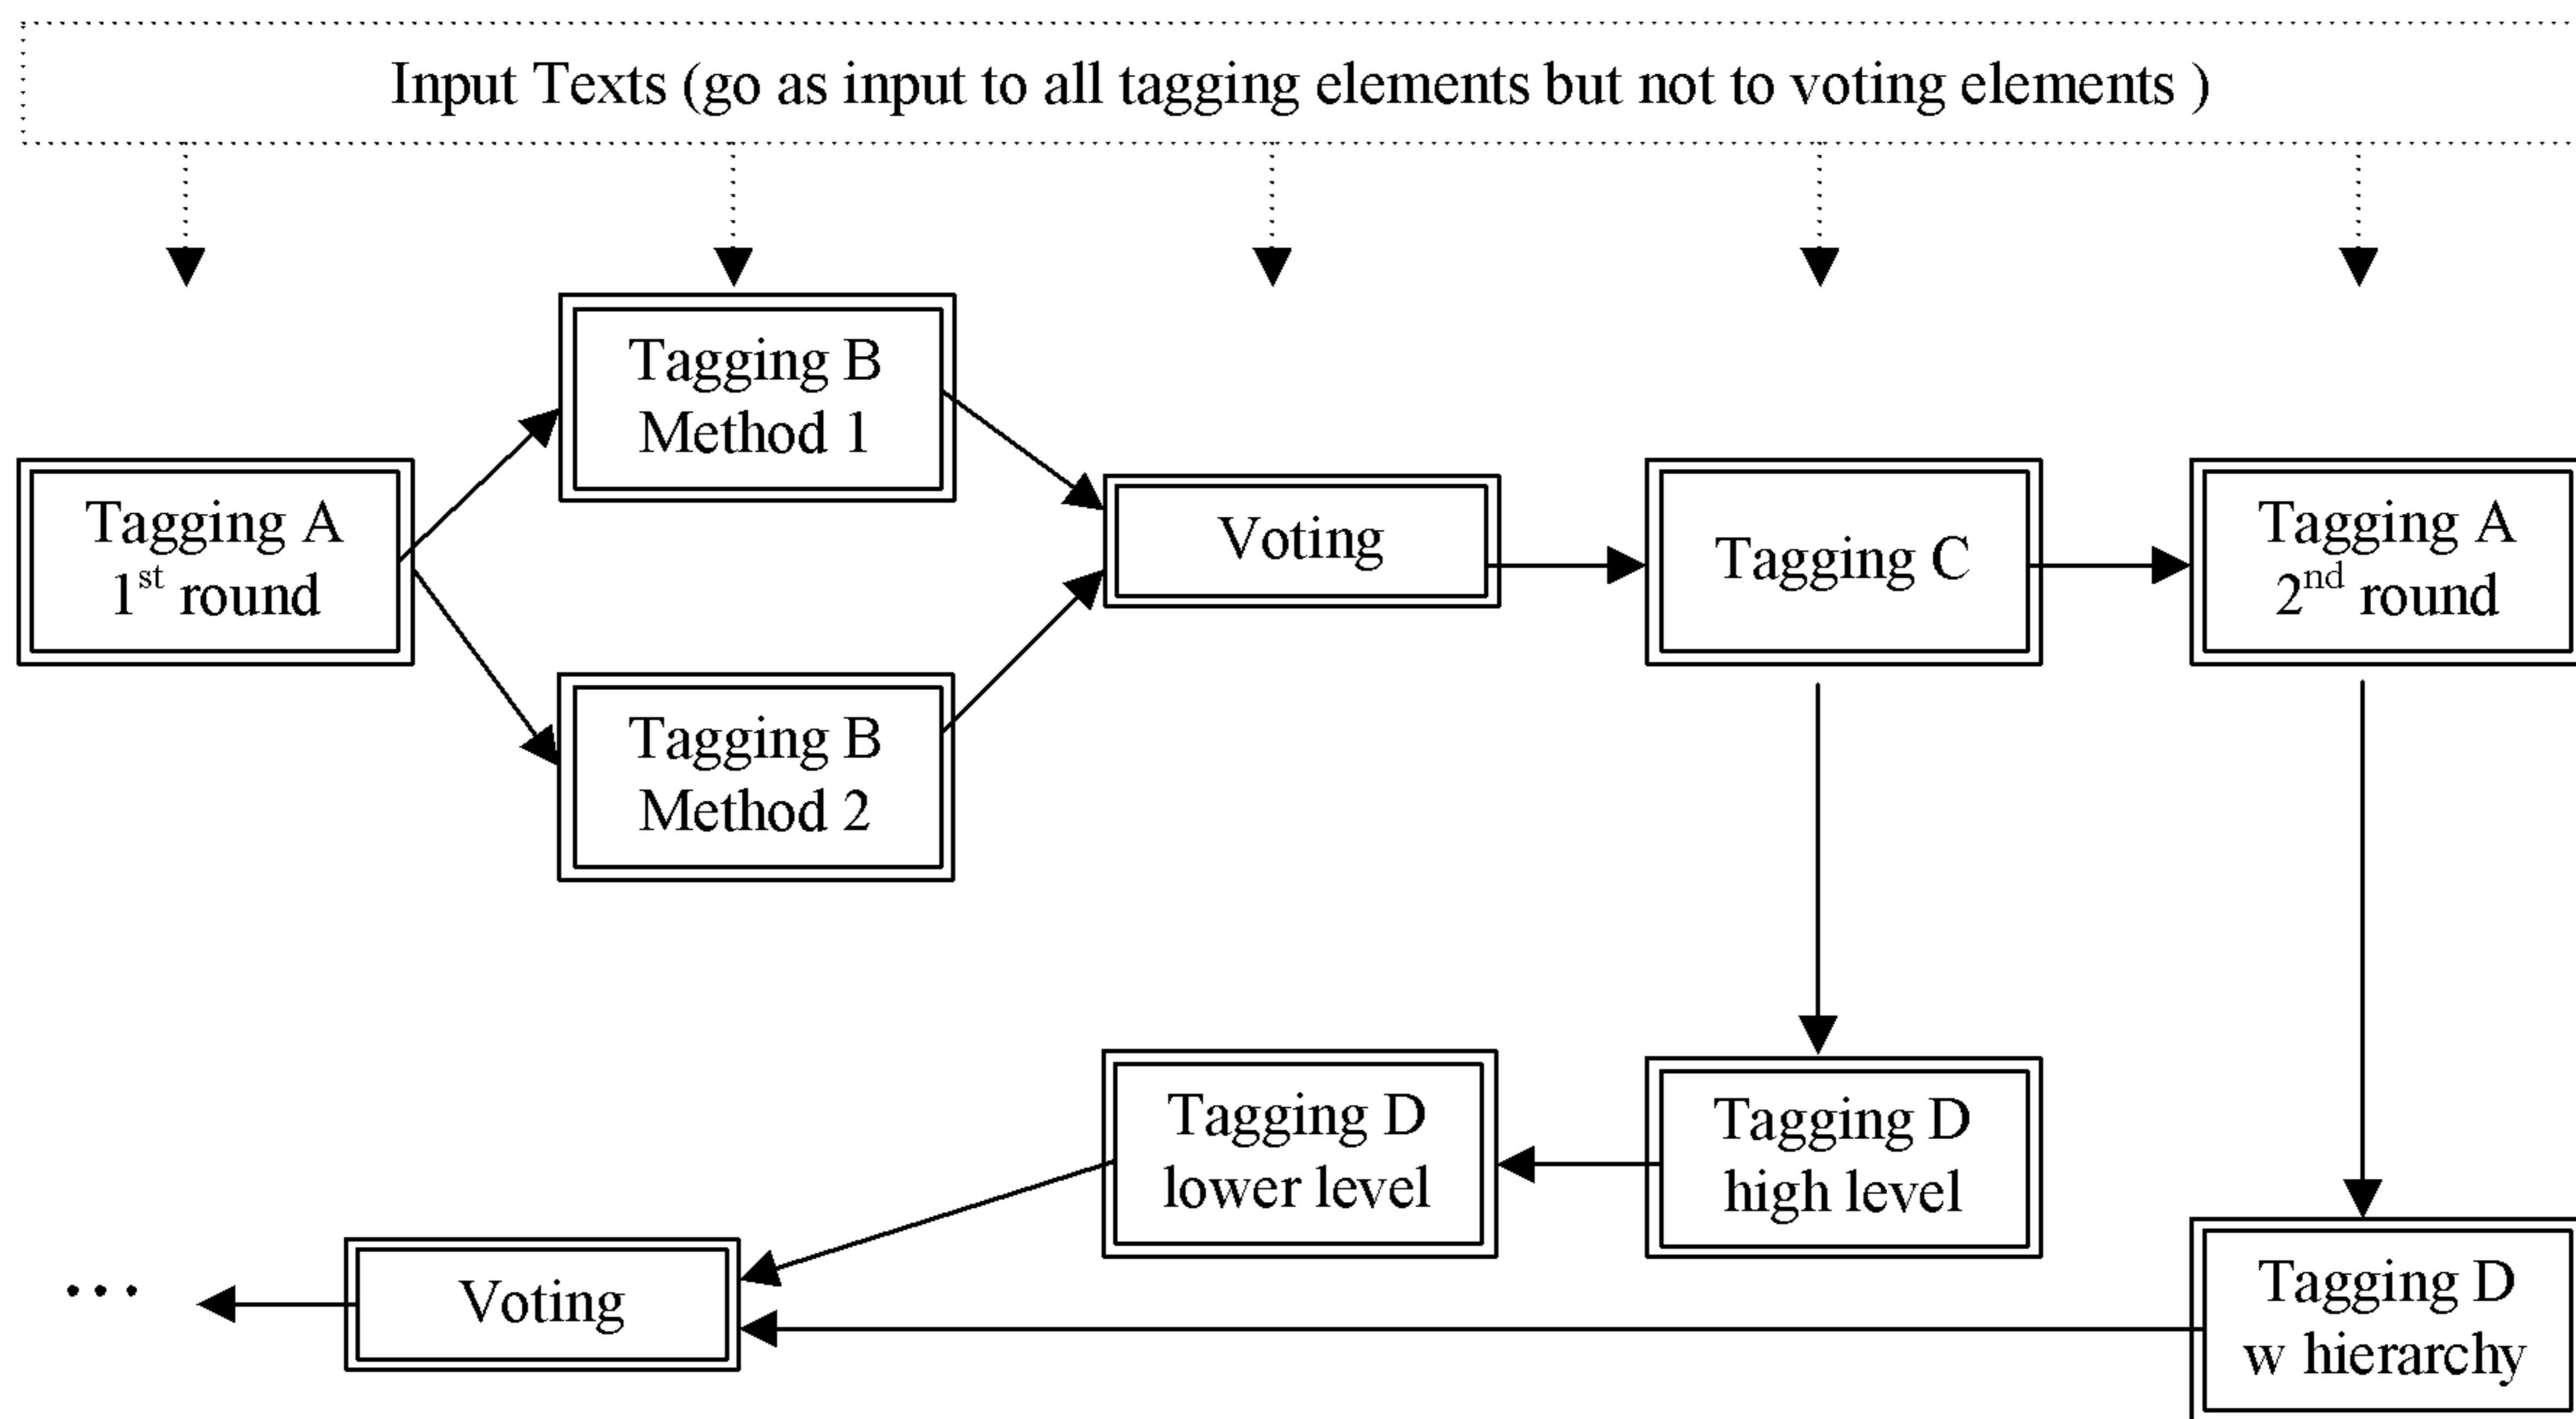 Input Texts (go as input to all tagging elements but not to voting elements )
Tagging B
Method 1
Tagging A
1st round
Voting
Tagging C
Tagging A
2nd round
Tagging B
Method 2
Tagging D
lower level
Tagging D
high level
Tagging D
w hierarchy
Voting
...